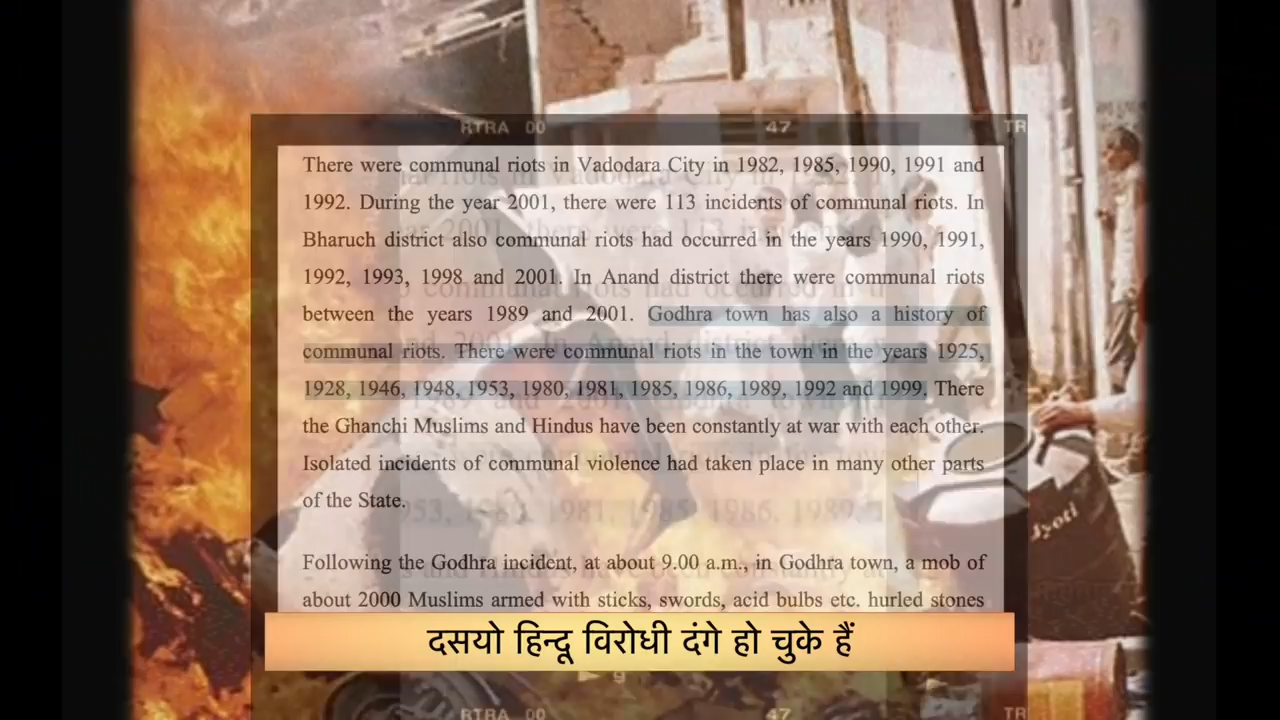 RTRA 00 47 TR
There were communal riots in Vadodara City in 1982, 1985, 1990, 1991 and
1992. During the year 2001, there were 113 incidents of communal riots. In
Bharuch district also communal riots had occurred in the years 1990, 1991,
1992, 1993, 1998 and 2001. In Anand district there were communal riots
between the years 1989 and 2001. Godhra town has also a history of
communal riots. There were communal riots in the town in the years 1925,
1928, 1946, 1948, 1953, 1980, 1981, 1985, 1986, 1989, 1992 and 1999. There
the Ghanchi Muslims and Hindus have been constantly at war with each other.
Isolated incidents of communal violence had taken place in many other parts
of the State.
Jyoti
Following the Godhra incident, at about 9.00 a.m., in Godhra town, a mob of
about 2000 Muslims armed with sticks, swords, acid bulbs etc. hurled stones
दसयो हिन्दू विरोधी दंगे हो चुके हैं
9
RTRA 00 47 TR